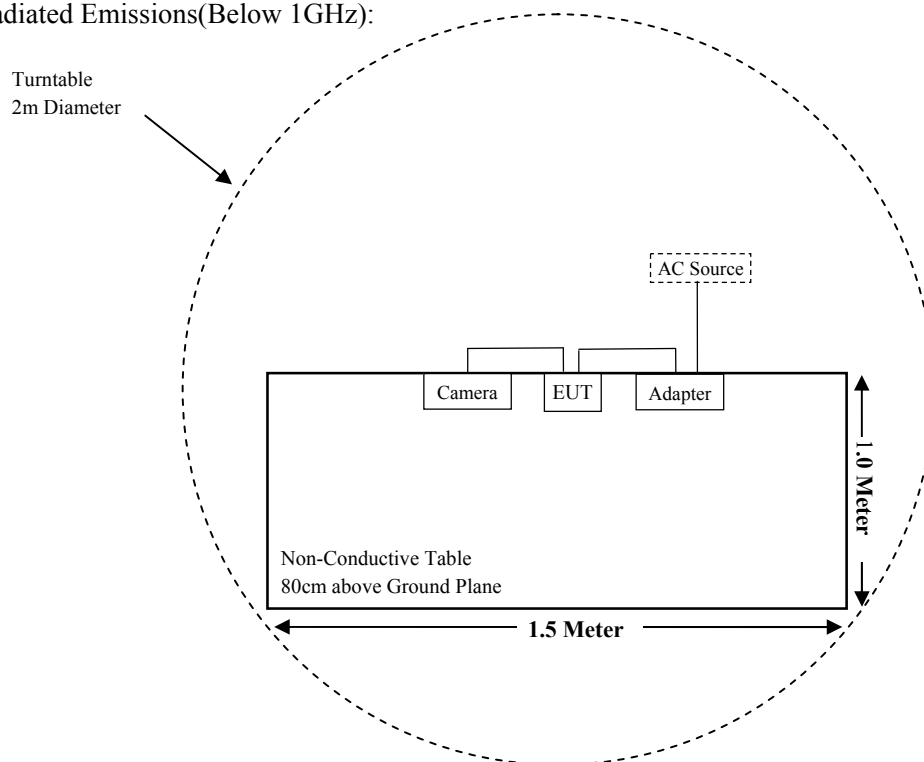 adiated Emissions(Below 1GHz):
Turntable
2m Diameter
AC Source
Camera
EUT
Adapter
1.0 Meter
Non-Conductive Table
80cm above Ground Plane
1.5 Meter